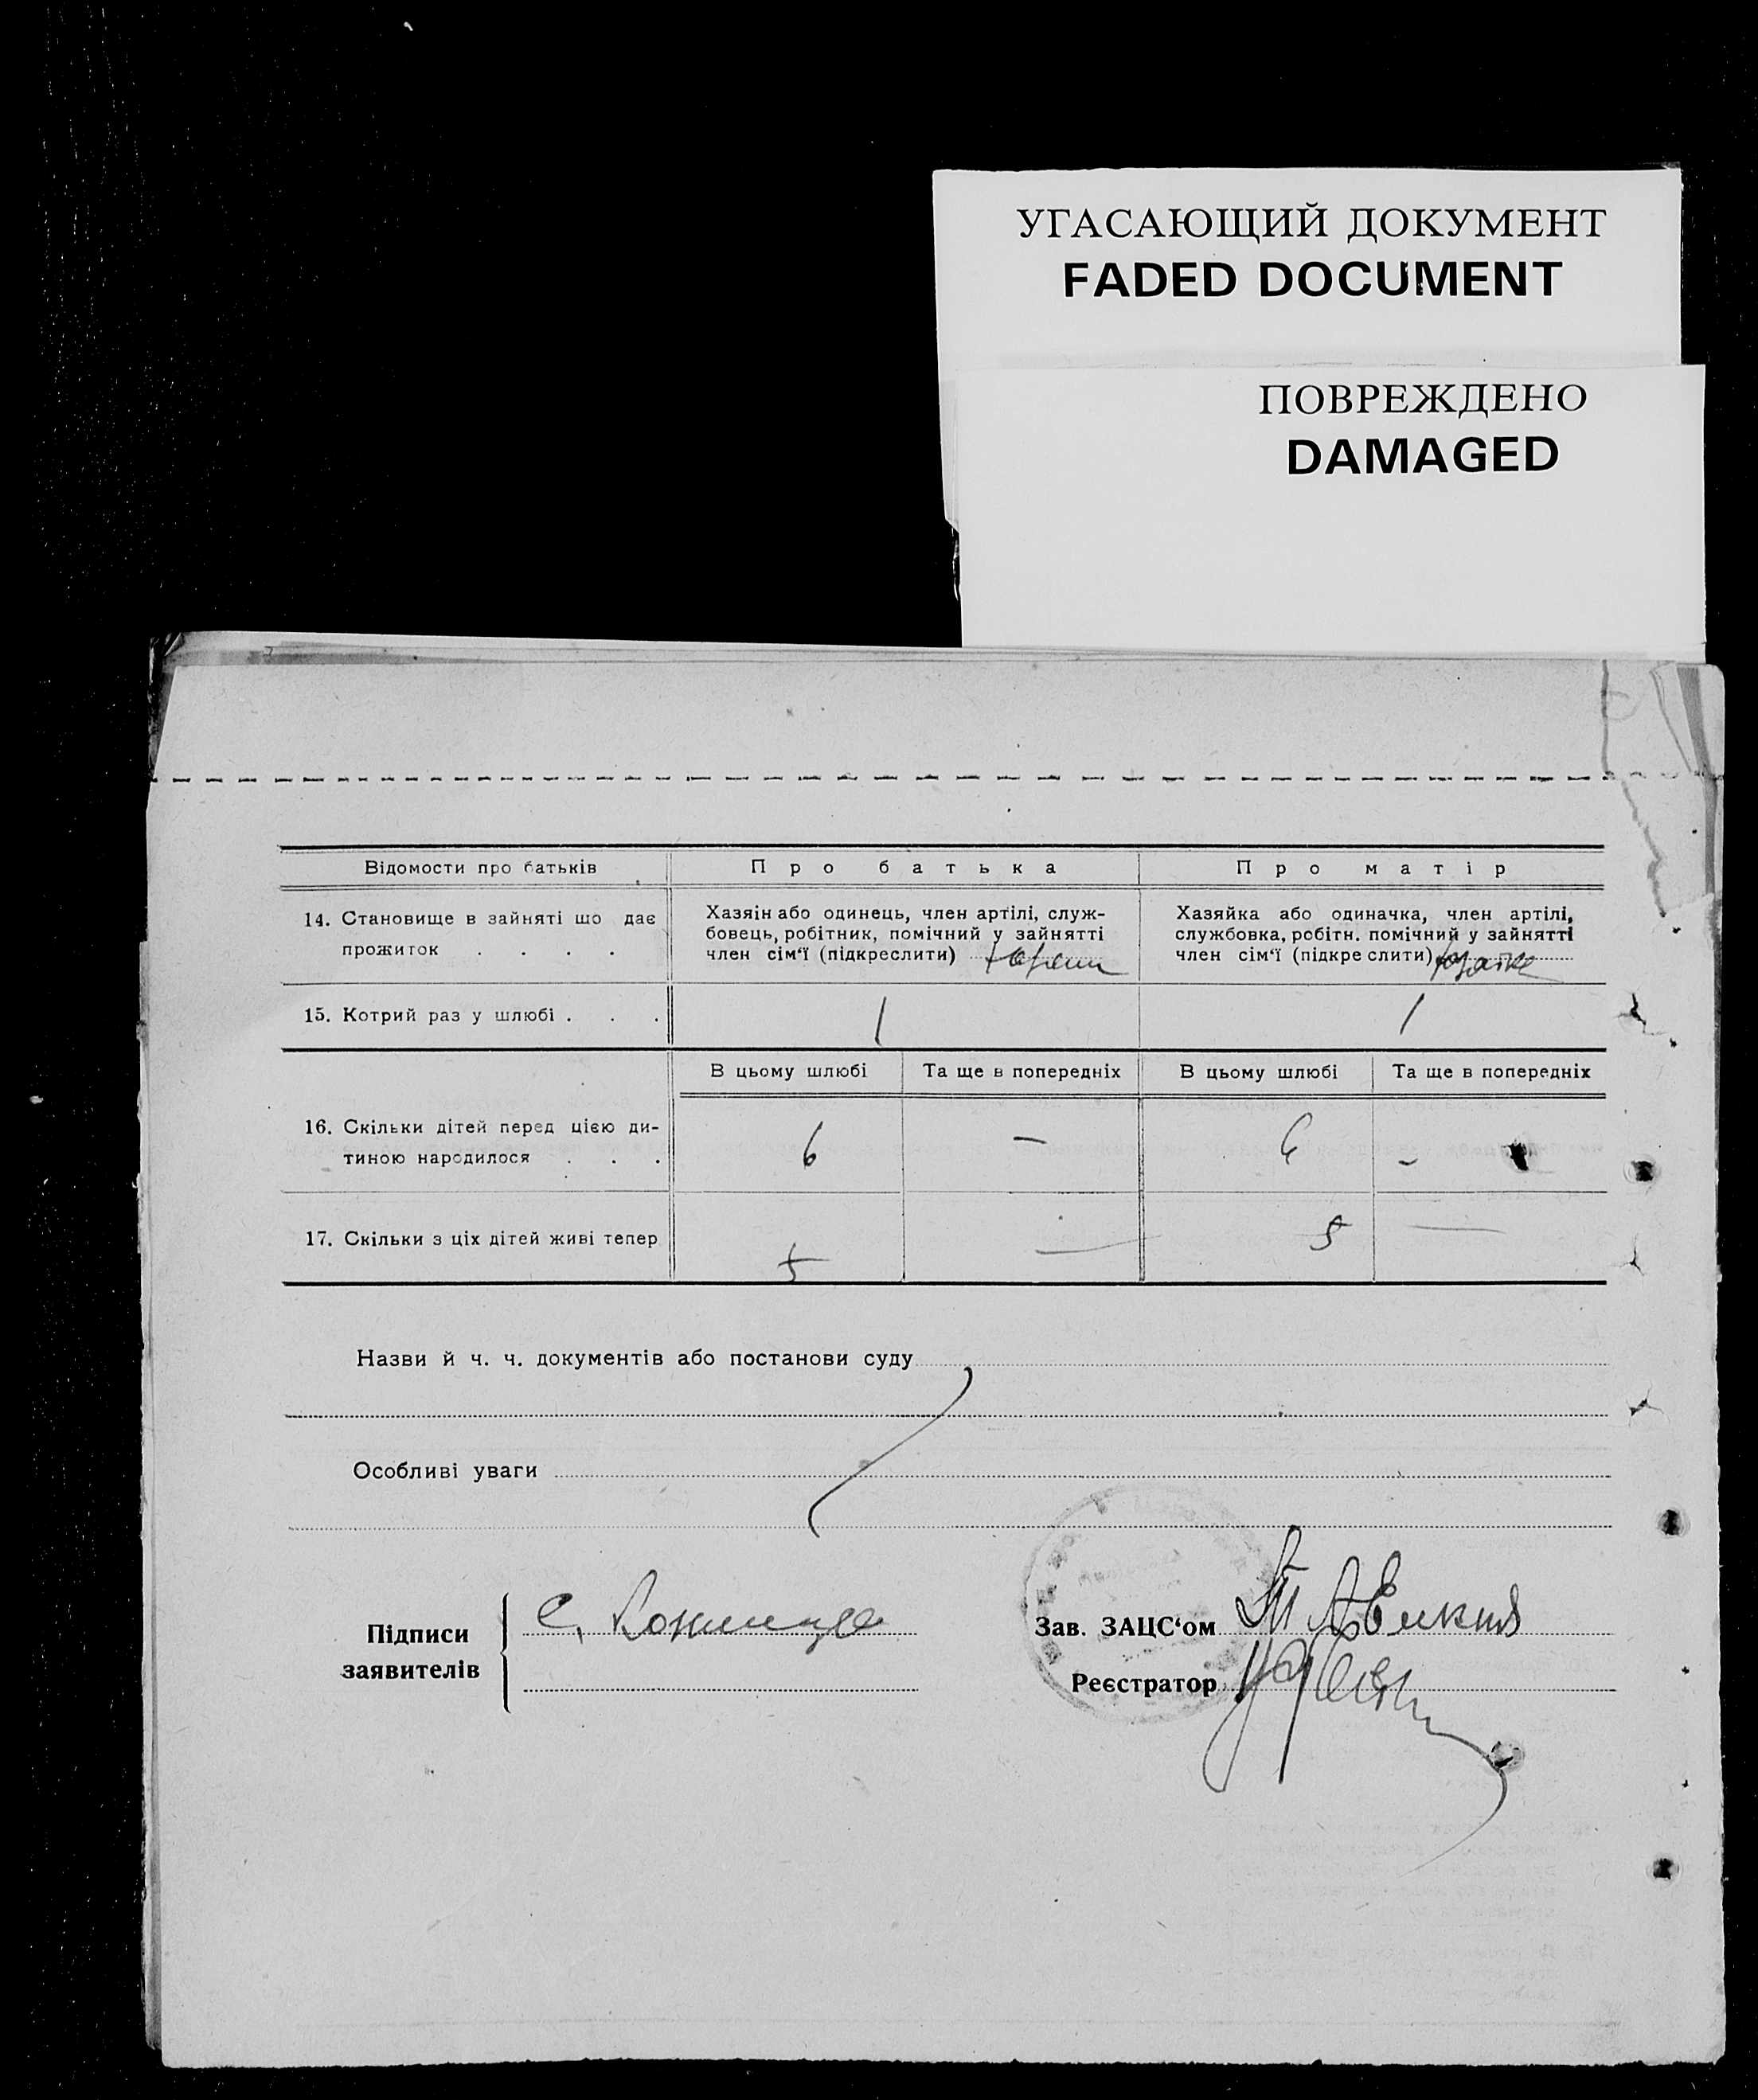 УГАСАЮЩИЙ ДОКУМЕНТ
FADED DOCUMENT
ПОВРЕЖДЕНО
DAMAGED
Відомости про батьків
Про батька
Про матір
14. Становище в зайняті що дає
прожиток . . . .
Хазяін або одинець, член артілі, служ-
бовець, робітник, помічний у зайнятті
член сім‘ї (підкреслити)
Хазяйка або одиначка, член артілі,
службовка, робітн. помічний у зайнятті
член сім‘ї (підкреслити)
15. Котрий раз у шлюбі . . .
1
1
В цьому шлюбі
Та ще в попередніх
В цьому шлюбі
Та ще в попередніх
16. Скільки дітей перед цією ди-
тиною народилося . . .
6
–
6
–
17. Скільки з ціх дітей живі тепер
5
—
5
—
Назви й ч. ч. документів або постанови суду
Особливі уваги
Підписи
заявителів
Зав. ЗАЦС‘ом
Реєстратор